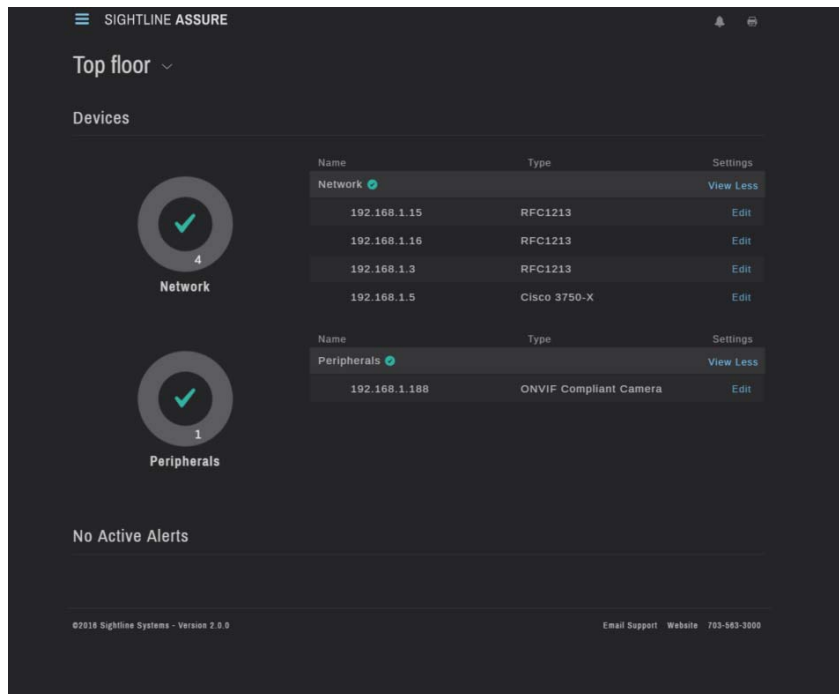 SIGHTLINE ASSURE
Top floor
Devices
Name Type Settings
Network View Less
192.168.1.15 RFC1213 Edit
192.168.1.16 RFC1213 Edit
192.168.1.3 RFC1213 Edit
192.168.1.5 Cisco 3750-X Edit
4
Network
Name Type Settings
Peripherals View Less
192.168.1.188 ONVIF Compliant Camera Edit
1
Peripherals
No Active Alerts
©2016 Sightline Systems - Version 2.0.0 Email Support Website 703-563-3000